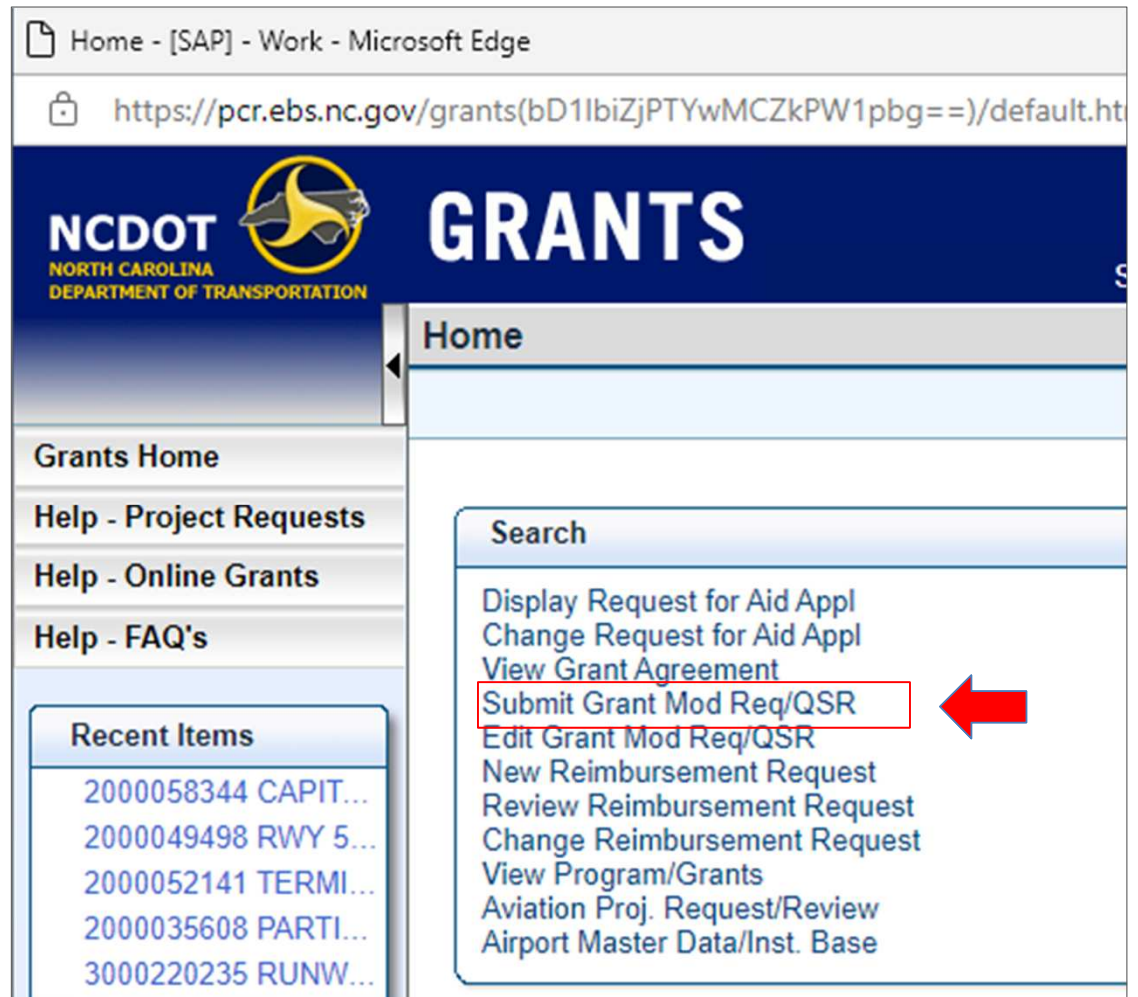 Home - [SAP] - Work - Microsoft Edge
https://pcr.ebs.nc.gov/grants(bD1lbiZjPTYwMCZkPW1pbg==)/default.ht
NCDOT
NORTH CAROLINA
DEPARTMENT OF TRANSPORTATION
GRANTS
S
Home
Grants Home
Help - Project Requests
Help - Online Grants
Help - FAQ's
Recent Items
2000058344 CAPIT...
2000049498 RWY 5...
2000052141 TERMI...
2000035608 PARTI...
3000220235 RUNW...
Search
Display Request for Aid Appl
Change Request for Aid Appl
View Grant Agreement
Submit Grant Mod Req/QSR
Edit Grant Mod Req/QSR
New Reimbursement Request
Review Reimbursement Request
Change Reimbursement Request
View Program/Grants
Aviation Proj. Request/Review
Airport Master Data/Inst. Base